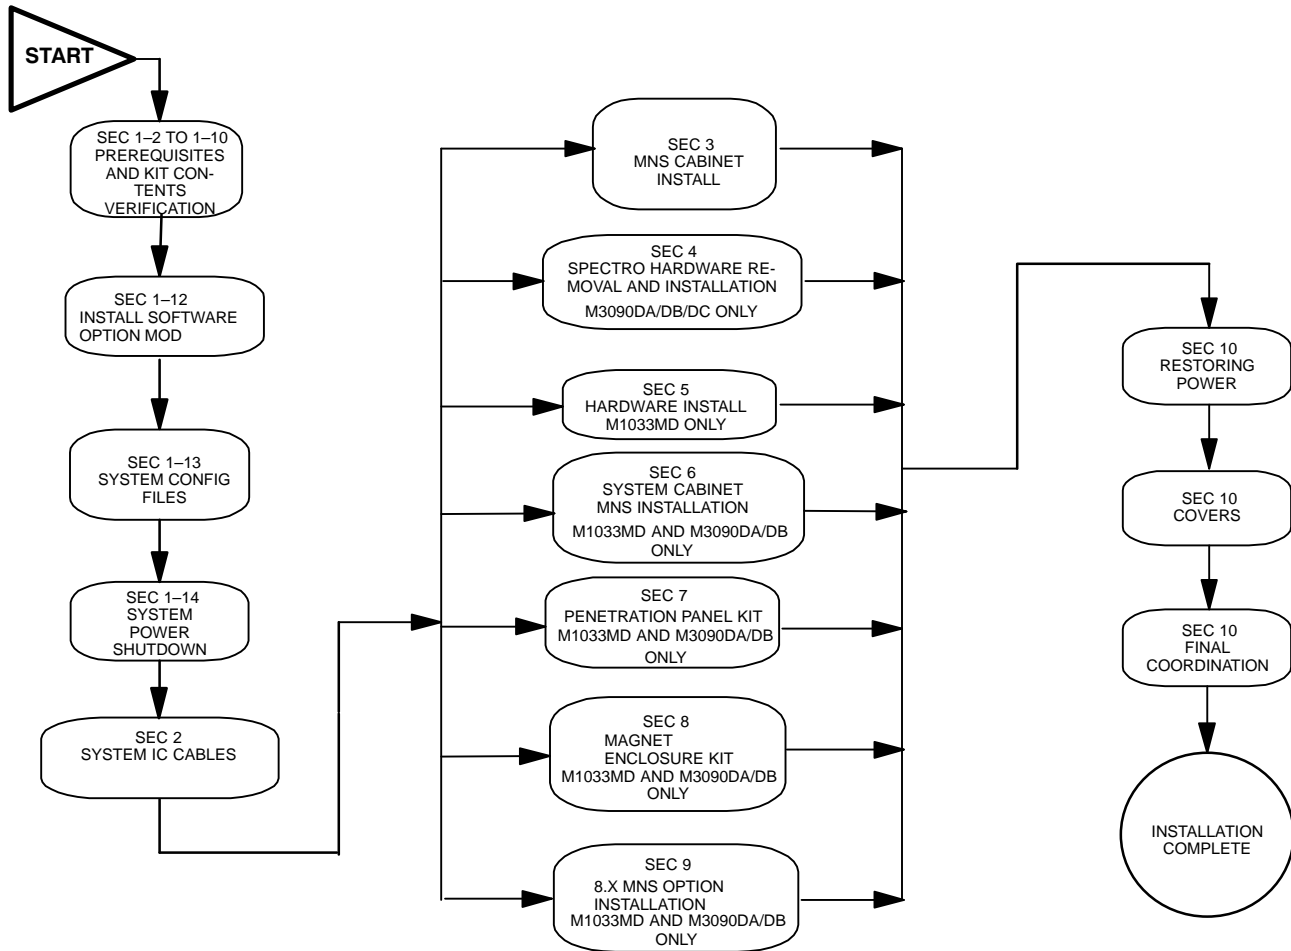 START
SEC 1–2 TO 1–10
PREREQUISITES
AND KIT CON-
TENTS
VERIFICATION
SEC 1–12
INSTALL SOFTWARE
OPTION MOD
SEC 1–13
SYSTEM CONFIG
FILES
SEC 1–14
SYSTEM
POWER
SHUTDOWN
SEC 2
SYSTEM IC CABLES
SEC 3
MNS CABINET
INSTALL
SEC 4
SPECTRO HARDWARE RE-
MOVAL AND INSTALLATION
M3090DA/DB/DC ONLY
SEC 5
HARDWARE INSTALL
M1033MD ONLY
SEC 6
SYSTEM CABINET
MNS INSTALLATION
M1033MD AND M3090DA/DB
ONLY
SEC 7
PENETRATION PANEL KIT
M1033MD AND M3090DA/DB
ONLY
SEC 8
MAGNET
ENCLOSURE KIT
M1033MD AND M3090DA/DB
ONLY
SEC 9
8.X MNS OPTION
INSTALLATION
M1033MD AND M3090DA/DB
ONLY
SEC 10
RESTORING
POWER
SEC 10
COVERS
SEC 10
FINAL
COORDINATION
INSTALLATION
COMPLETE